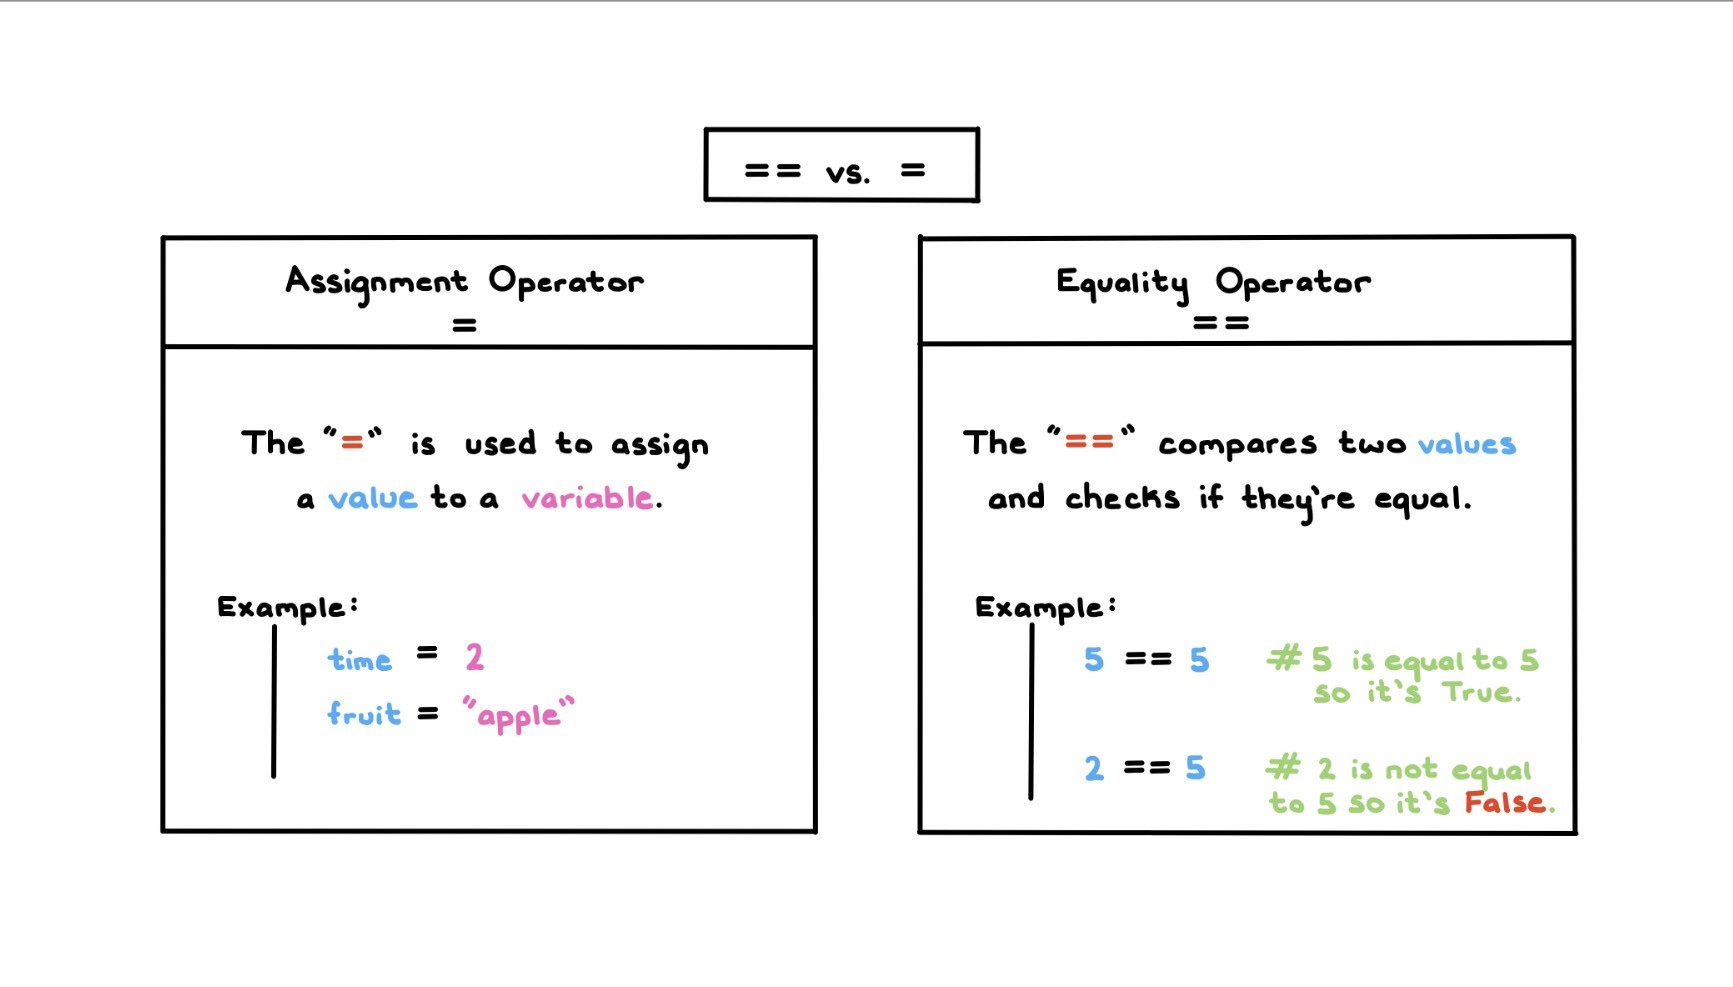 == vs. =
Assignment Operator
=
The "=" is used to assign
a value to a variable.
Example:
time = 2
fruit = "apple"
Equality Operator
==
The "==" compares two values
and checks if they're equal.
Example:
5 == 5 # 5 is equal to 5
so it's True.
2 == 5 # 2 is not equal
to 5 so it's False.